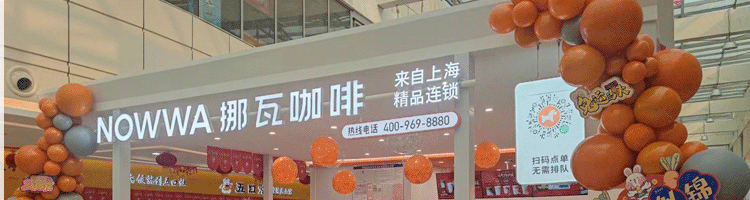 NOWWA 挪瓦咖啡
来自上海
精品连锁
热线电话 400-969-8880
扫码点单
无需排队
锦